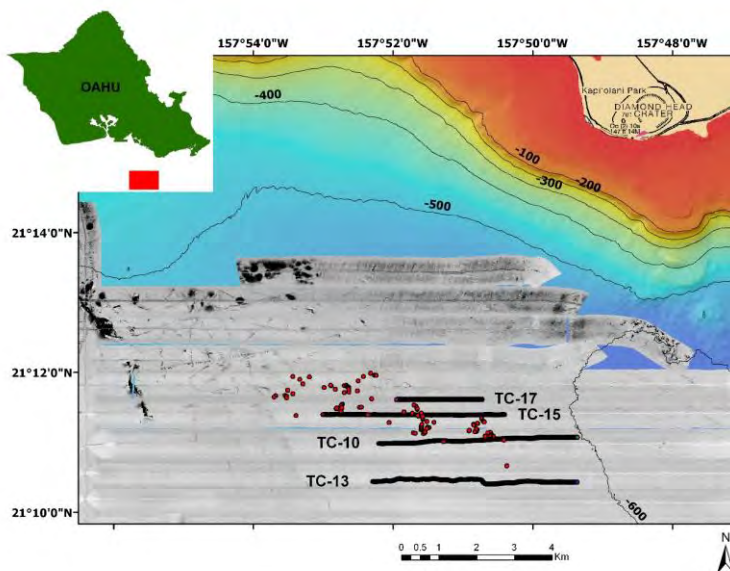 157°54'0"W 157°52'0"W 157°50'0"W 157°48'0"W
OAHU
-400
Kapi'olani Park
DIAMOND HEAD
CRATER
-100
-200
-300
-500
21°14'0"N
21°12'0"N
TC-17
TC-15
TC-10
TC-13
21°10'0"N
-600
N
0 0.5 1 2 3 4
Km